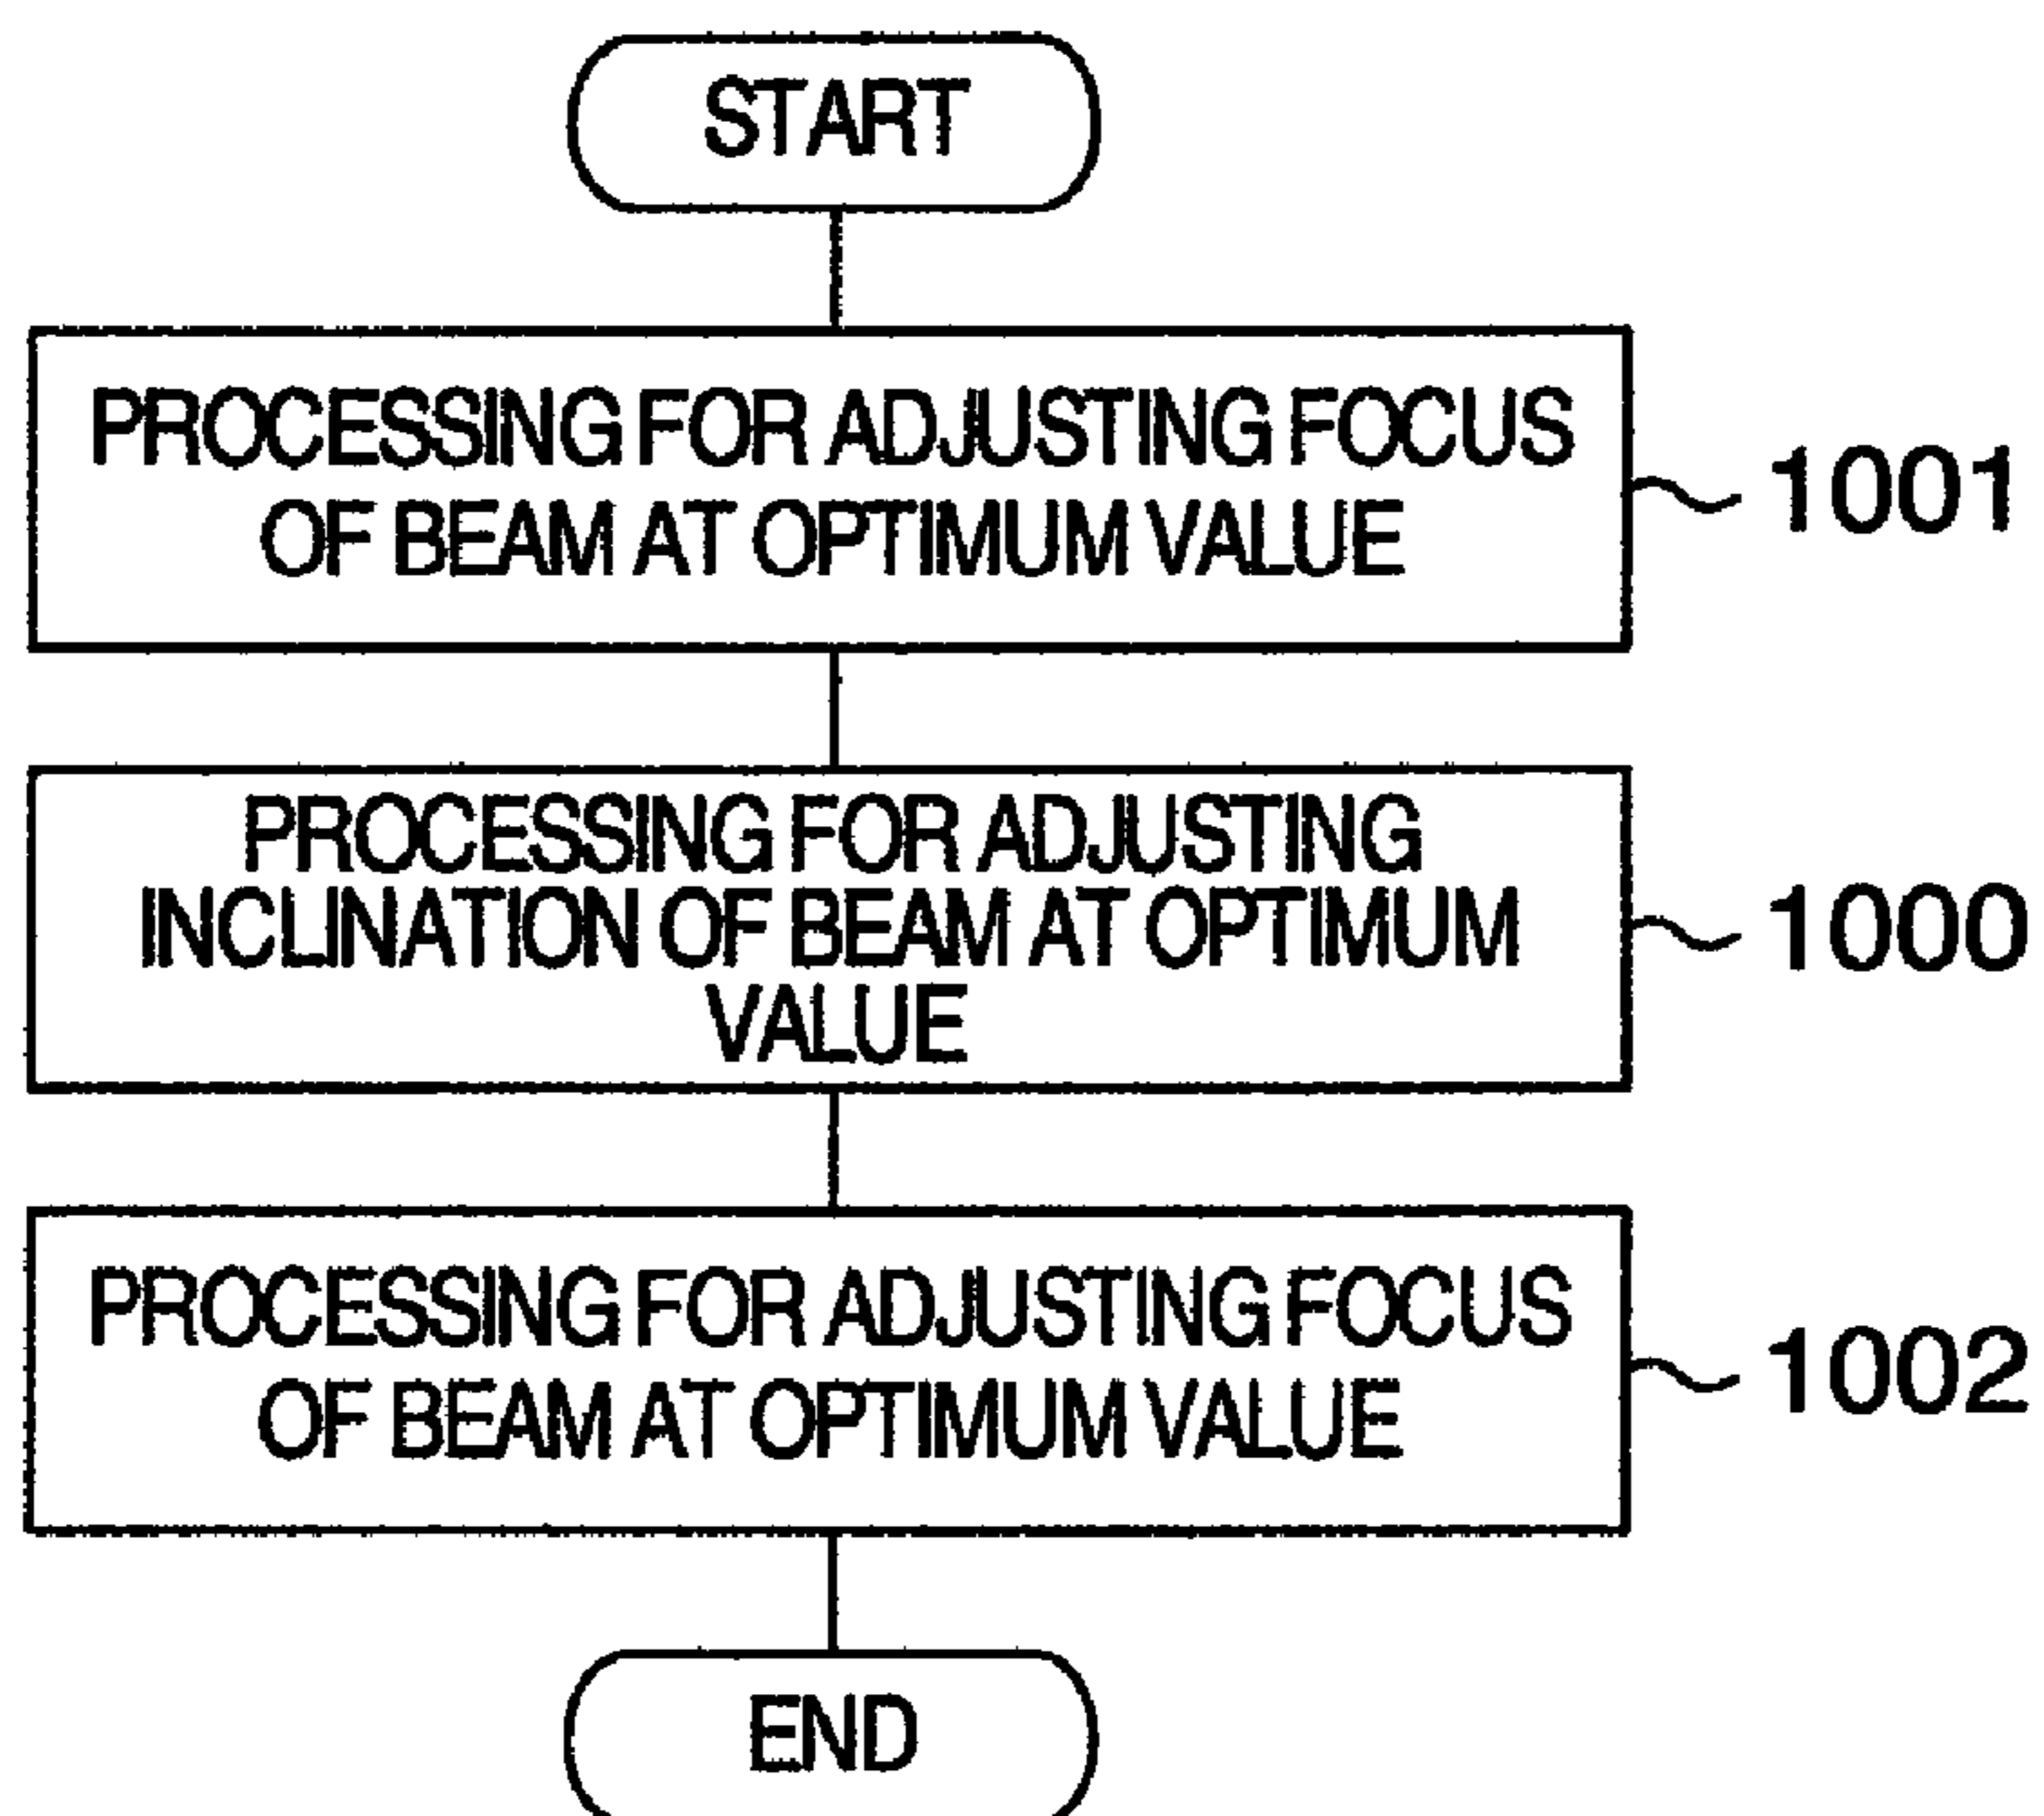 START
PROCESSING FOR ADJUSTING FOCUS
OF BEAM AT OPTIMUM VALUE
1001
PROCESSING FOR ADJUSTING
INCLINATION OF BEAM AT OPTIMUM
VALUE
1000
PROCESSING FOR ADJUSTING FOCUS
OF BEAM AT OPTIMUM VALUE
1002
END